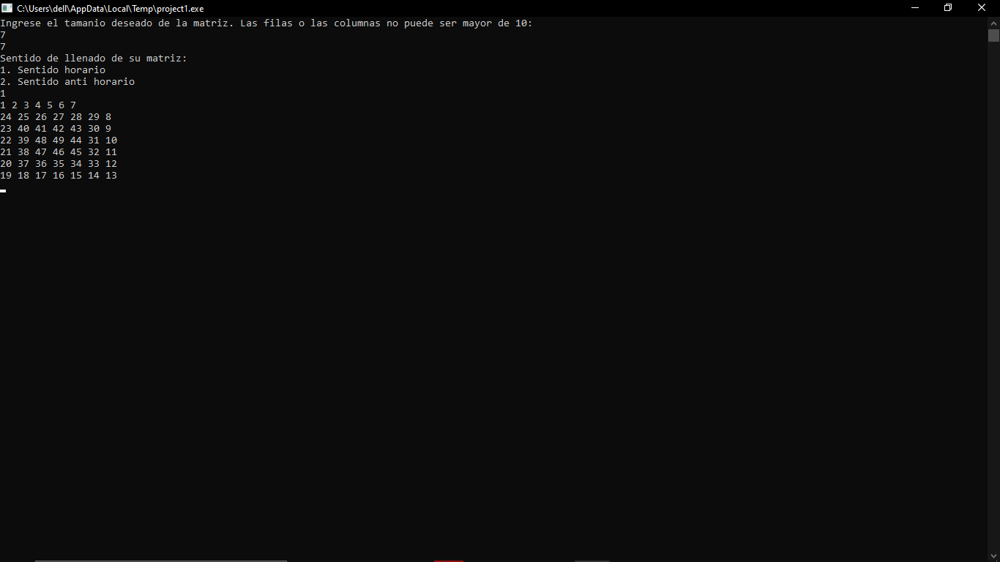 C:\Users\dell\AppData\Local\Temp\project1.exe
Ingrese el tamanio deseado de la matriz. Las filas o las columnas no puede ser mayor de 10:
7
7
Sentido de llenado de su matriz:
1. Sentido horario
2. Sentido anti horario
1
1 2 3 4 5 6 7
24 25 26 27 28 29 8
23 40 41 42 43 30 9
22 39 48 49 44 31 10
21 38 47 46 45 32 11
20 37 36 35 34 33 12
19 18 17 16 15 14 13